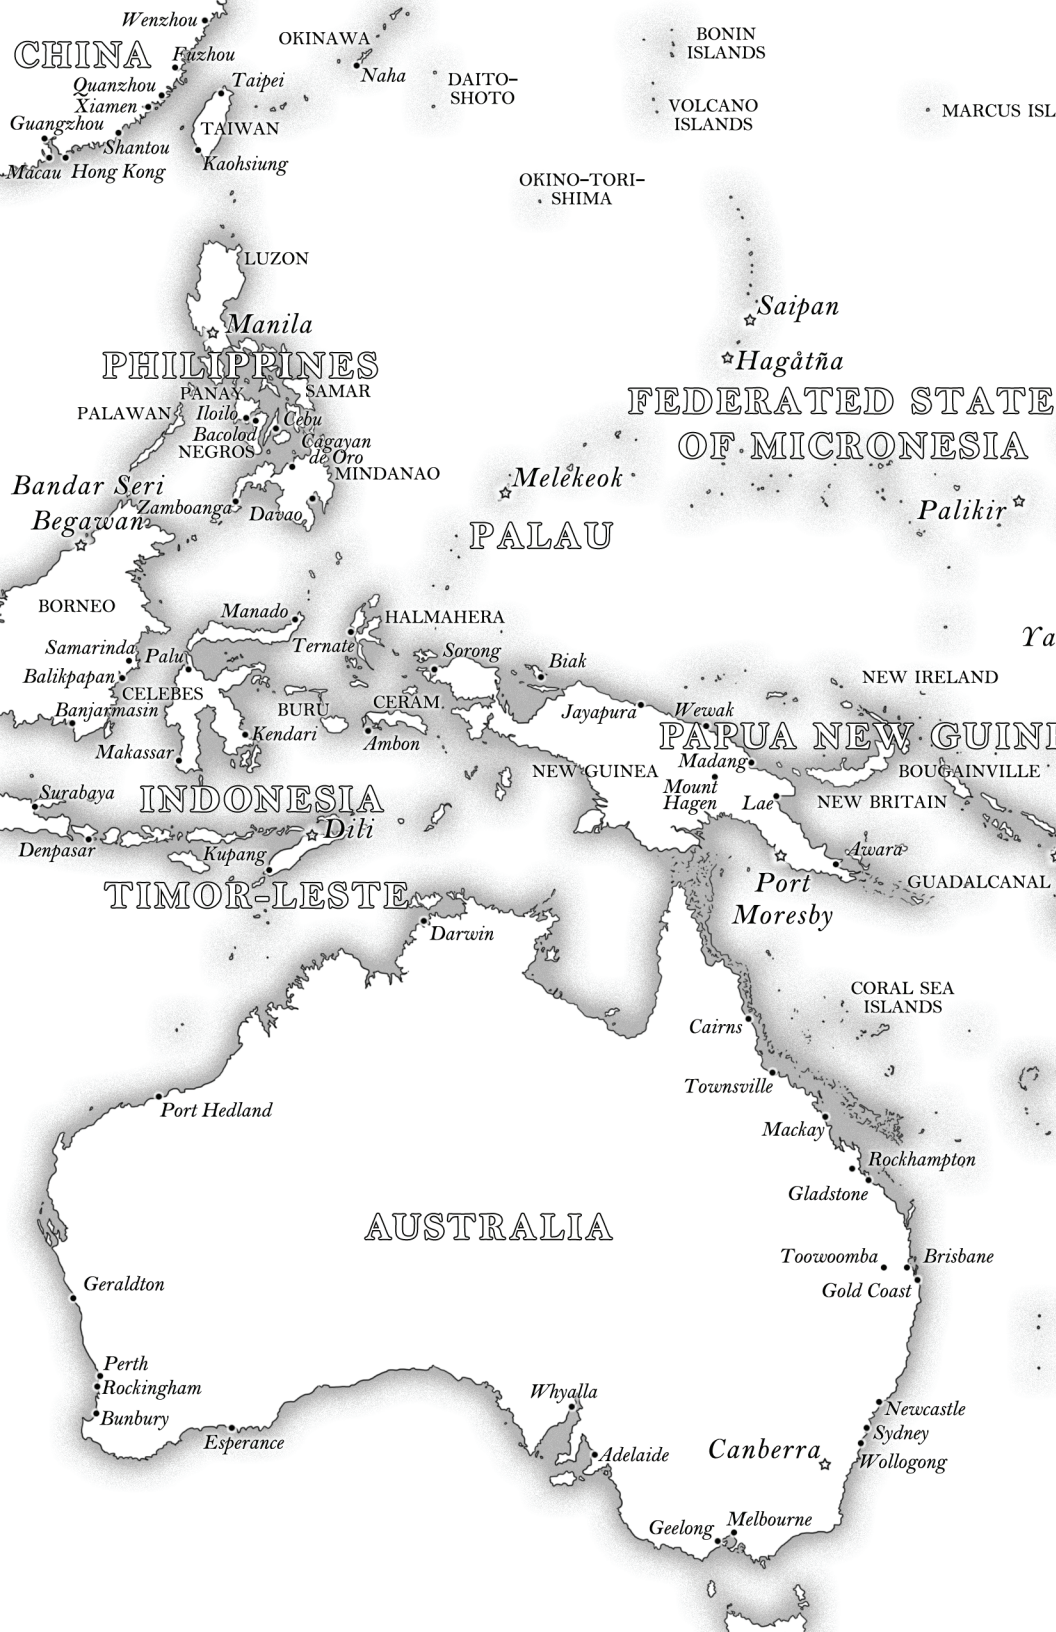 Wenzhou
CHINA
Fuzhou
OKINAWA
Naha
DAITO-
SHOTO
BONIN
ISLANDS
VOLCANO
ISLANDS
MARCUS ISL
Quanzhou
Xiamen
Taipei
Guangzhou
TAIWAN
Shantou
Macau
Hong Kong
Kaohsiung
OKINO-TORI-
SHIMA
LUZON
Manila
Saipan
Hagåtña
PHILIPPINES
PANAY
SAMAR
PALAWAN
Iloilo
Cebu
Bacolod
NEGROS
Cagayan
de Oro
MINDANAO
FEDERATED STATE
OF MICRONESIA
Melekeok
Palikir
Bandar Seri
Begawan
Zamboanga
Davao
PALAU
BORNEO
Manado
HALMAHERA
Ya
Samarinda
Palu
Ternate
Sorong
Biak
Balikpapan
CELEBES
BURU
CERAM
NEW IRELAND
Banjarmasin
Kendari
Ambon
Jayapura
Wewak
Makassar
PAPUA NEW GUINE
NEW GUINEA
Madang
BOUGAINVILLE
Mount
Hagen
Lae
NEW BRITAIN
Surabaya
INDONESIA
Dili
Denpasar
Kupang
Awara
TIMOR-LESTE
Port
Moresby
GUADALCANAL
Darwin
CORAL SEA
ISLANDS
Cairns
Townsville
Port Hedland
Mackay
Rockhampton
Gladstone
AUSTRALIA
Toowoomba
Brisbane
Gold Coast
Geraldton
Perth
Rockingham
Bunbury
Esperance
Whyalla
Adelaide
Newcastle
Sydney
Canberra
Wollogong
Geelong
Melbourne